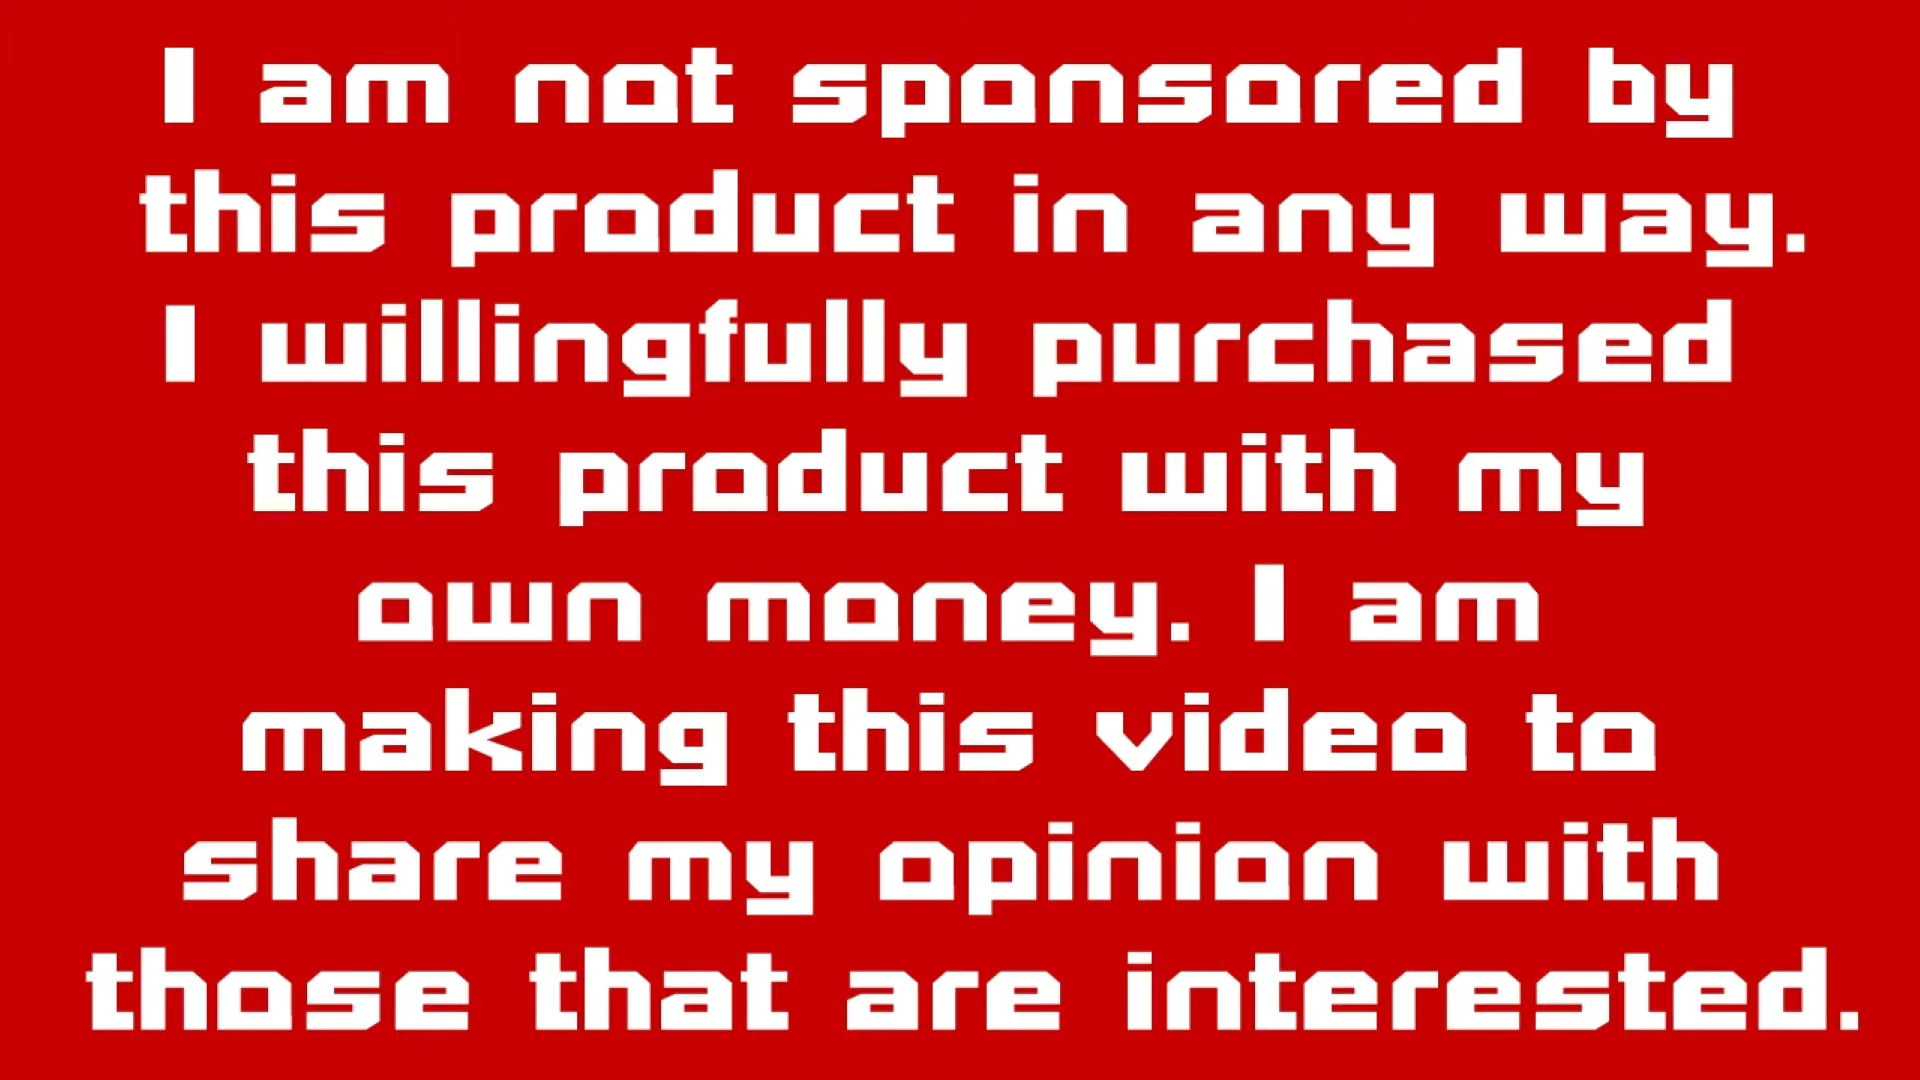 I am not sponsored by
this product in any way.
I willingfully purchased
this product with my
own money. I am
making this video to
share my opinion with
those that are interested.